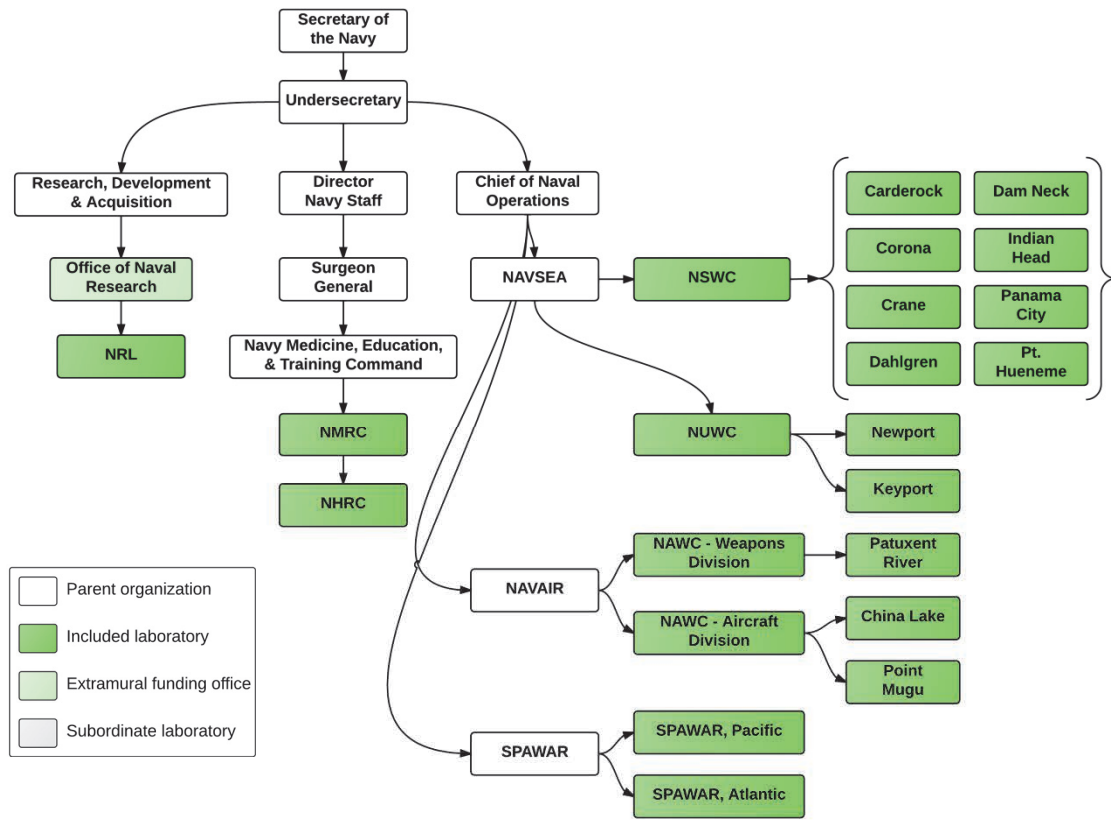 Secretary of
the Navy
Undersecretary
Research, Development
& Acquisition
Director
Navy Staff
Chief of Naval
Operations
Office of Naval
Research
Surgeon
General
NAVSEA
NSWC
Carderock
Dam Neck
Corona
Indian
Head
Crane
Panama
City
Dahlgren
Pt.
Hueneme
NRL
Navy Medicine, Education,
& Training Command
NMRC
NHRC
NUWC
Newport
Keyport
NAVAIR
NAWC - Weapons
Division
Patuxent
River
NAWC - Aircraft
Division
China Lake
Point
Mugu
SPAWAR
SPAWAR, Pacific
SPAWAR, Atlantic
Parent organization
Included laboratory
Extramural funding office
Subordinate laboratory